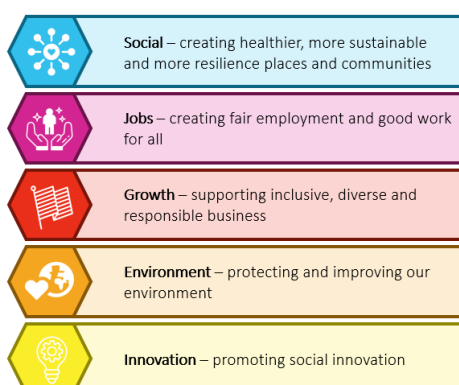 Social – creating healthier, more sustainable
and more resilience places and communities
Jobs – creating fair employment and good work
for all
Growth – supporting inclusive, diverse and
responsible business
Environment – protecting and improving our
environment
Innovation – promoting social innovation